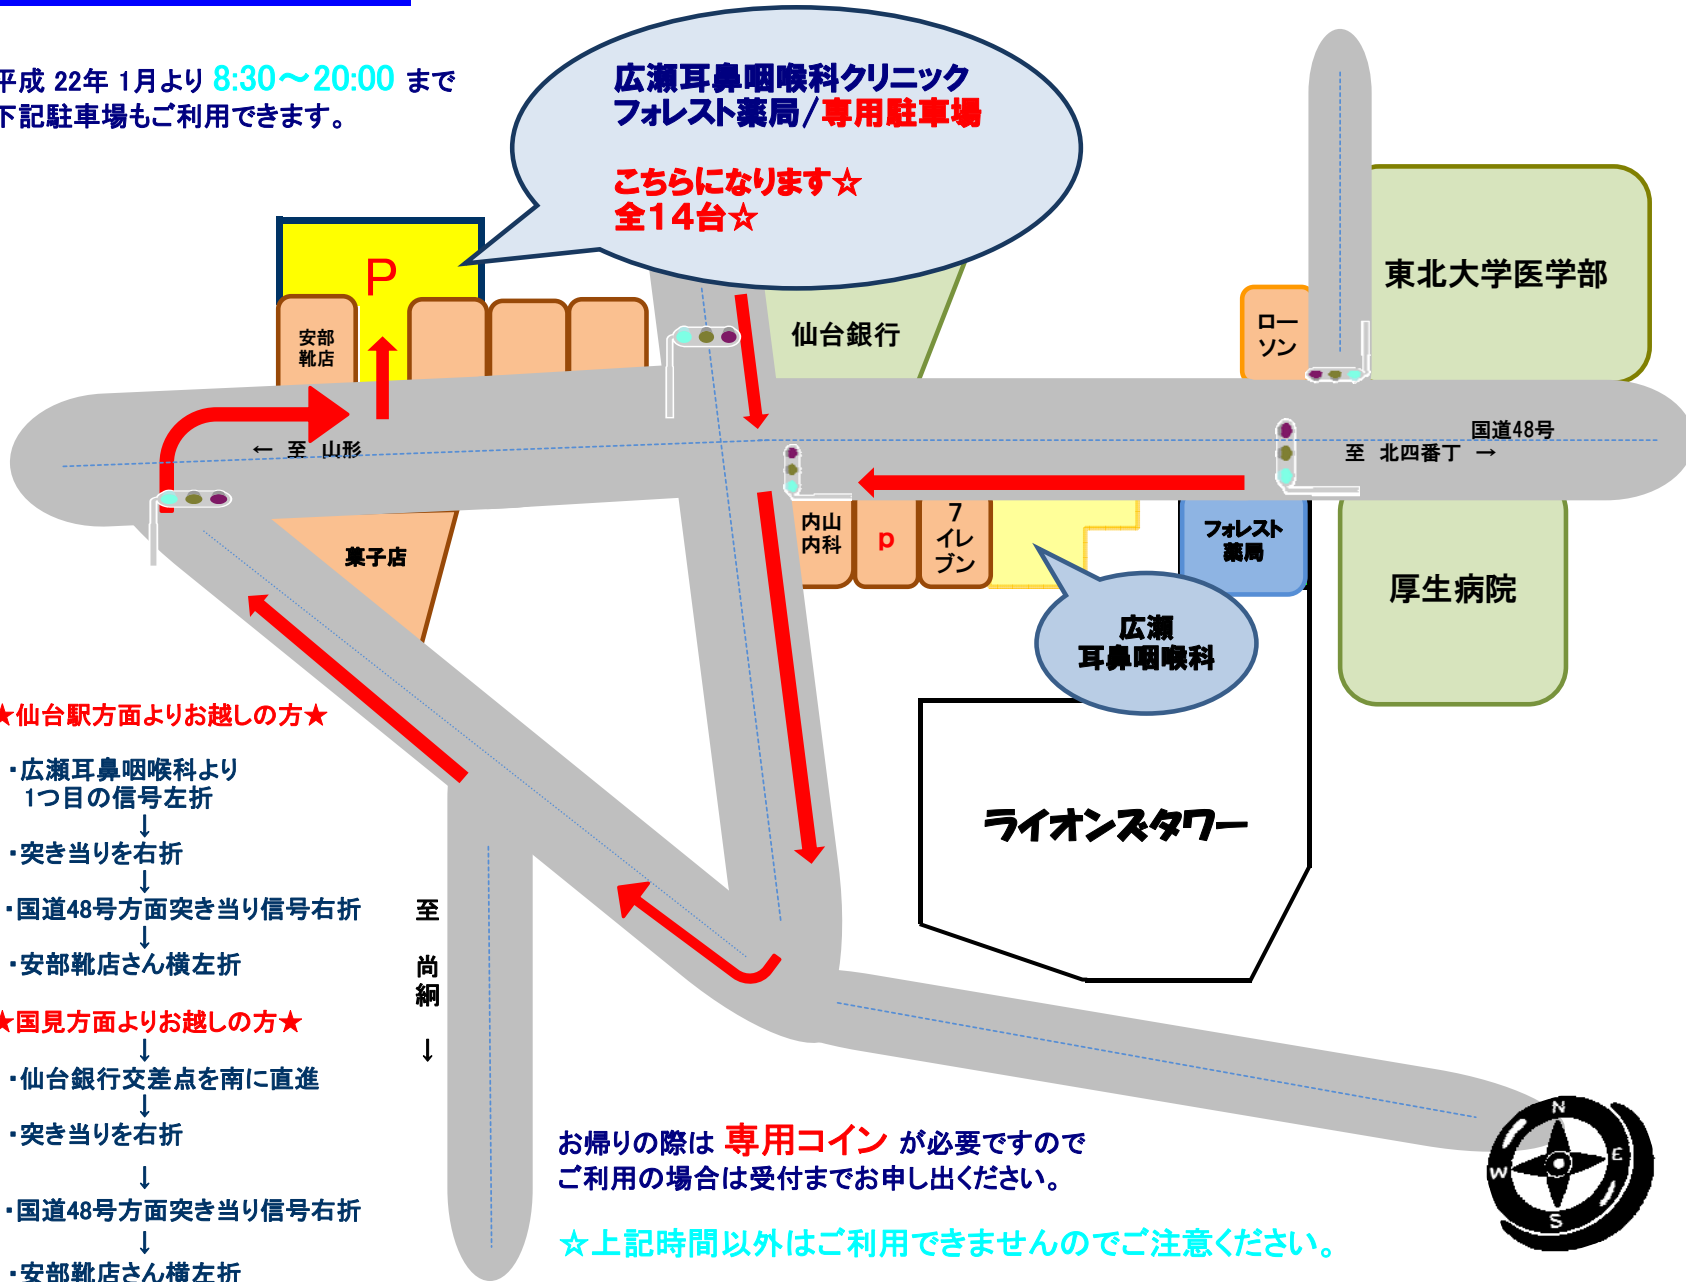 平成 22年 1月より 8:30～20:00 まで
下記駐車場もご利用できます。
広瀬耳鼻咽喉科クリニック
フォレスト薬局/専用駐車場
こちらになります☆
全14台☆
P
安部
靴店
仙台銀行
ロー
ソン
東北大学医学部
← 至 山形
国道48号
至 北四番丁 →
菓子店
内山
内科
p
7
イレ
ブン
フォレスト
薬局
厚生病院
広瀬
耳鼻咽喉科
ライオンズタワー
★仙台駅方面よりお越しの方★
・広瀬耳鼻咽喉科より
1つ目の信号左折
↓
・突き当りを右折
↓
・国道48号方面突き当り信号右折
↓
・安部靴店さん横左折
★国見方面よりお越しの方★
↓
・仙台銀行交差点を南に直進
↓
・突き当りを右折
↓
・国道48号方面突き当り信号右折
↓
・安部靴店さん横左折
至
尚
絅
↓
お帰りの際は 専用コイン が必要ですので
ご利用の場合は受付までお申し出ください。
☆上記時間以外はご利用できませんのでご注意ください。
N
E
W
S